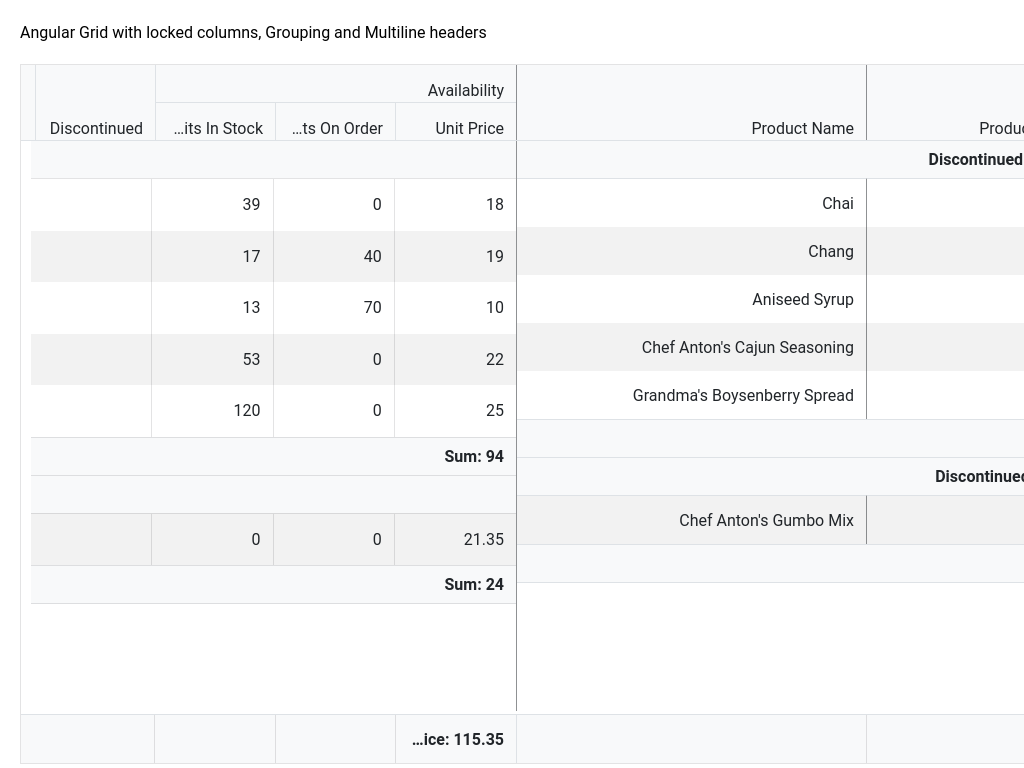 Angular Grid with locked columns, Grouping and Multiline headers
Availability
Discontinued ...its In Stock ...ts On Order Unit Price Product Name
Discontinued
39 0 18 Chai
17 40 19 Chang
13 70 10 Aniseed Syrup
53 0 22 Chef Anton's Cajun Seasoning
120 0 25 Grandma's Boysenberry Spread
Sum: 94
Discontinued
0 0 21.35 Chef Anton's Gumbo Mix
Sum: 24
...ice: 115.35